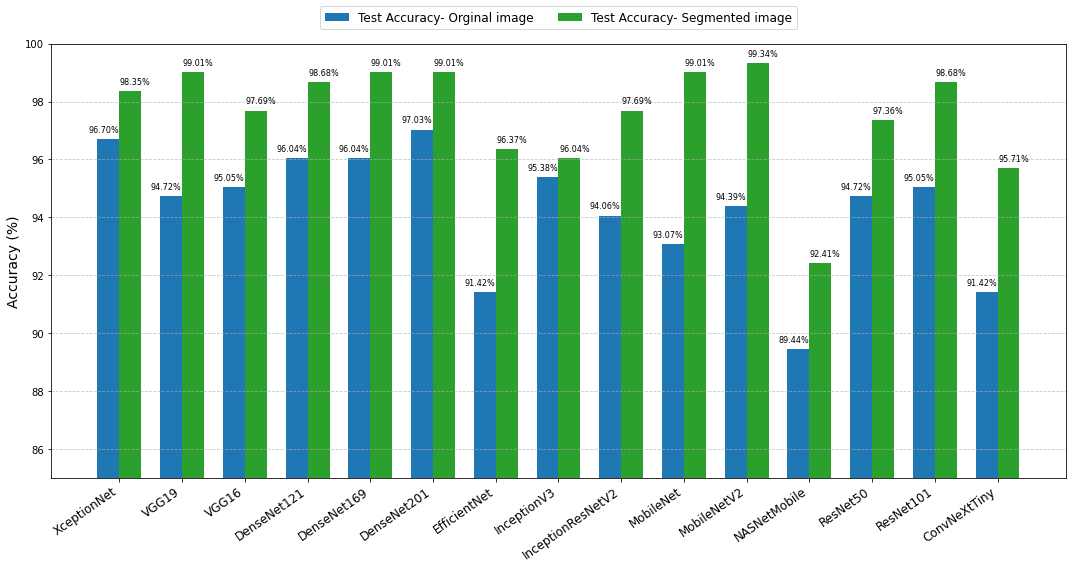 Test Accuracy- Orginal image
Test Accuracy- Segmented image
Accuracy (%)
100
98
96
94
92
90
88
86
96.70%
98.35%
94.72%
99.01%
95.05%
97.69%
96.04%
98.68%
96.04%
99.01%
97.03%
99.01%
91.42%
96.37%
95.38%
96.04%
94.06%
97.69%
93.07%
99.01%
94.39%
99.34%
89.44%
92.41%
94.72%
97.36%
95.05%
98.68%
91.42%
95.71%
XceptionNet
VGG19
VGG16
DenseNet121
DenseNet169
DenseNet201
EfficientNet
InceptionV3
InceptionResNetV2
MobileNet
MobileNetV2
NASNetMobile
ResNet50
ResNet101
ConvNeXtTiny